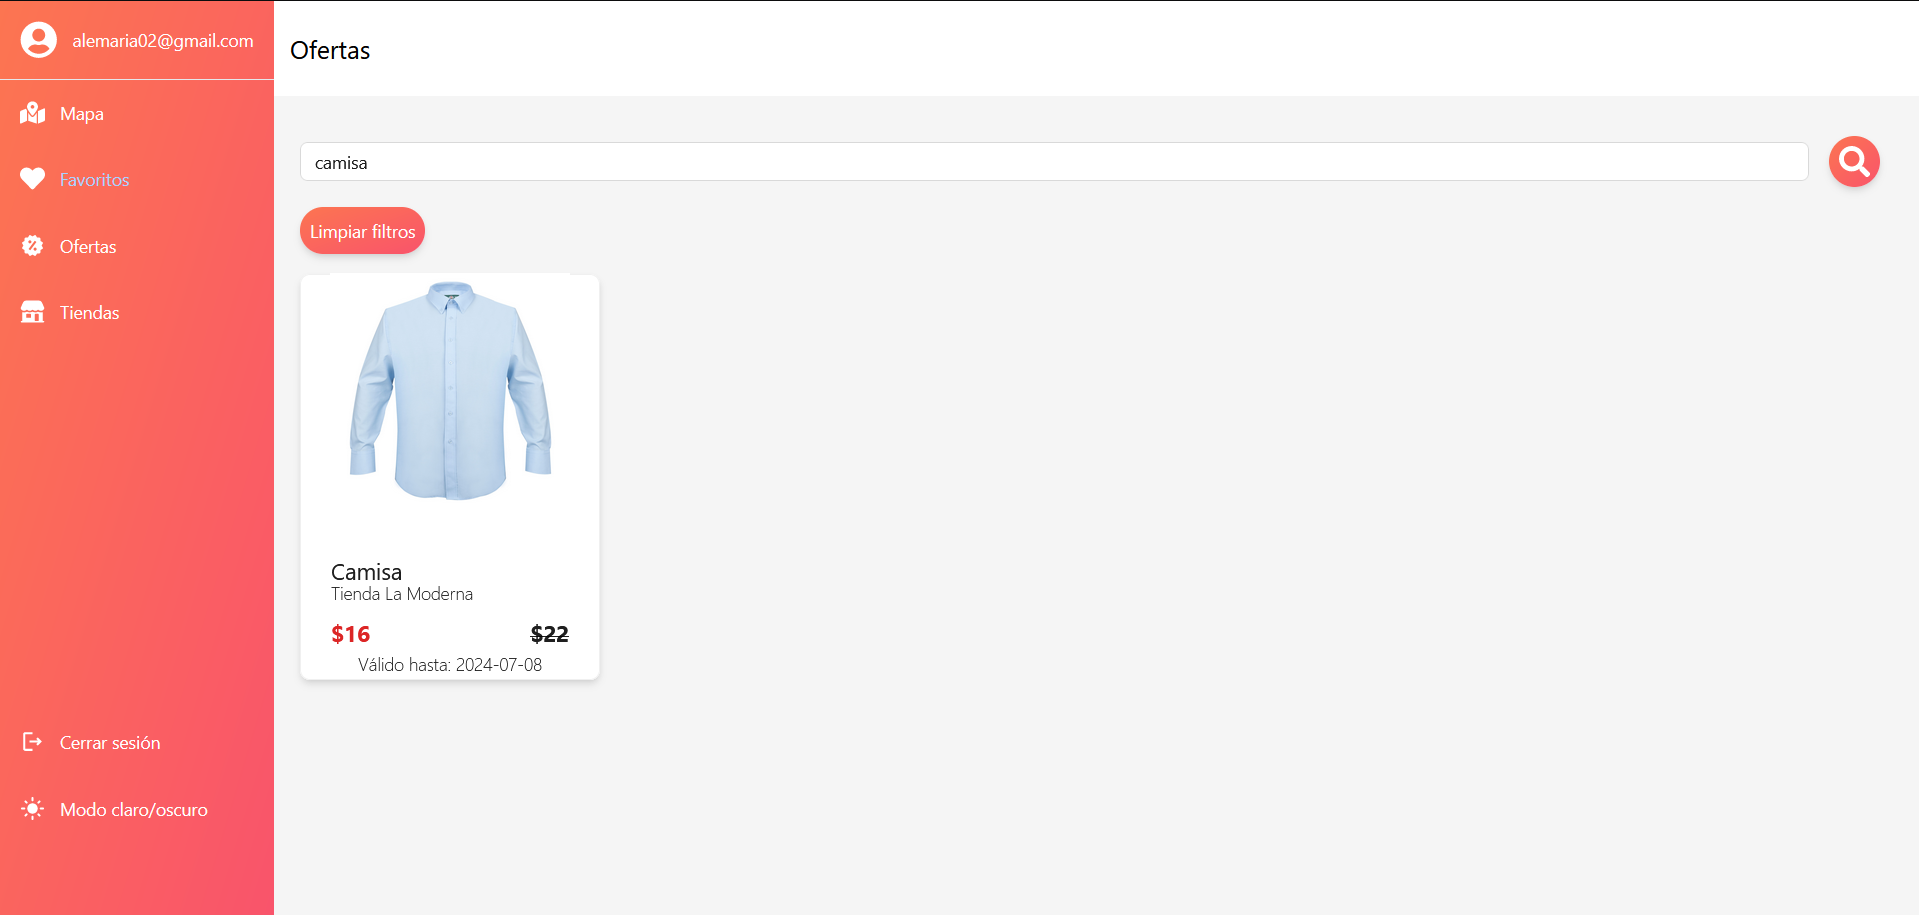 alemaria02@gmail.com
Mapa
Favoritos
Ofertas
Tiendas
Cerrar sesión
Modo claro/oscuro
Ofertas
camisa
Limpiar filtros
Camisa
Tienda La Moderna
$16 $22
Válido hasta: 2024-07-08